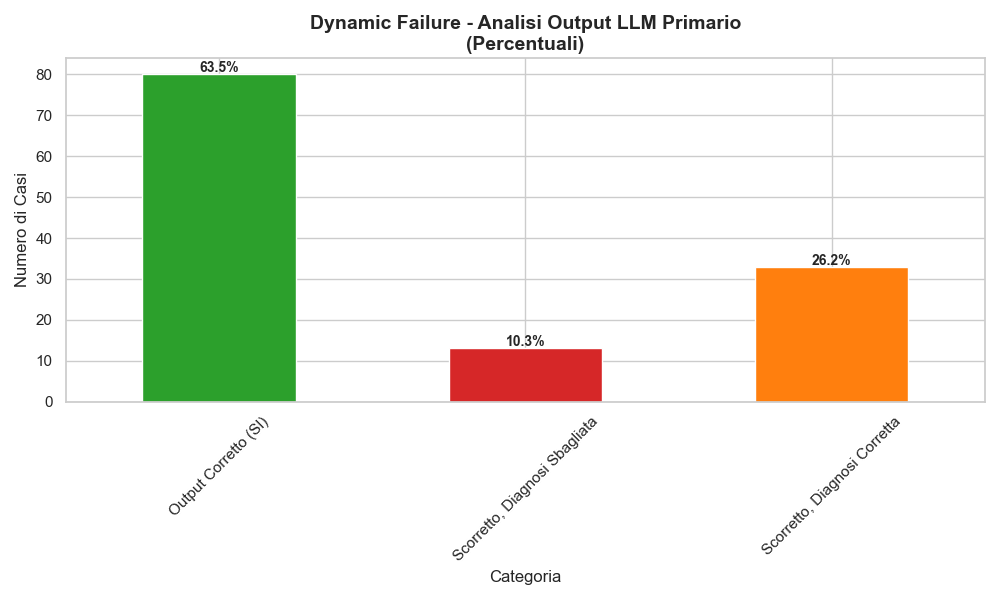 Dynamic Failure - Analisi Output LLM Primario
(Percentuali)
Numero di Casi
80
70
60
50
40
30
20
10
0
63.5%
10.3%
26.2%
Output Corretto (SI)
Scorretto, Diagnosi Sbagliata
Scorretto, Diagnosi Corretta
Categoria